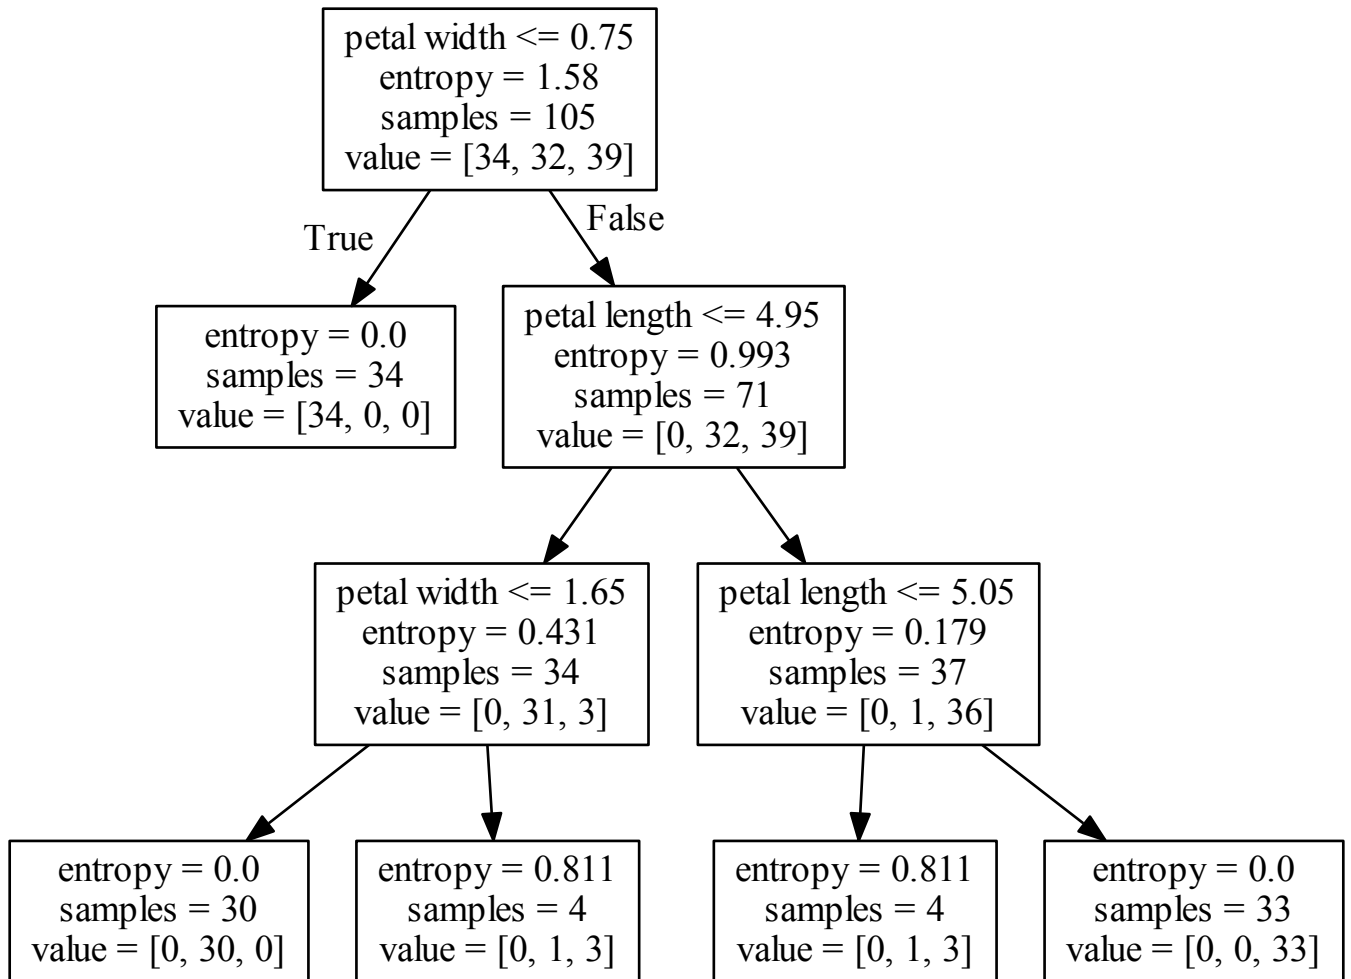 petal width <= 0.75
entropy = 1.58
samples = 105
value = [34, 32, 39]
True
False
entropy = 0.0
samples = 34
value = [34, 0, 0]
petal length <= 4.95
entropy = 0.993
samples = 71
value = [0, 32, 39]
petal width <= 1.65
entropy = 0.431
samples = 34
value = [0, 31, 3]
petal length <= 5.05
entropy = 0.179
samples = 37
value = [0, 1, 36]
entropy = 0.0
samples = 30
value = [0, 30, 0]
entropy = 0.811
samples = 4
value = [0, 1, 3]
entropy = 0.811
samples = 4
value = [0, 1, 3]
entropy = 0.0
samples = 33
value = [0, 0, 33]